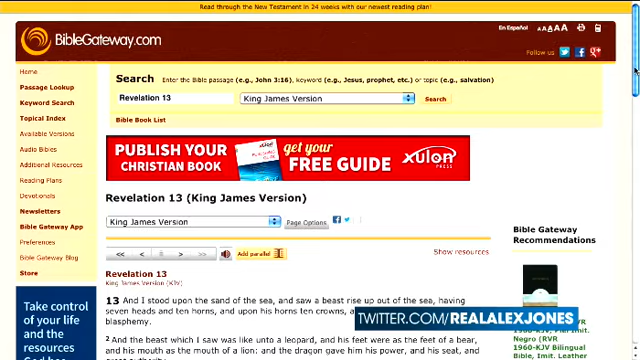 Read through the New Testament in 24 weeks with our newest reading plan!
BibleGateway.com
En Español
AAAAA
Follow us
Home
Passage Lookup
Keyword Search
Topical Index
Available Versions
Audio Bibles
Additional Resources
Reading Plans
Devotionals
Newsletters
Bible Gateway App
Preferences
Bible Gateway Blog
Store
Take control
of your life
and the
resources
Search Enter the Bible passage (e.g., John 3:16), keyword (e.g., Jesus, prophet, etc.) or topic (e.g., salvation)
Revelation 13 King James Version Search
Bible Book List
PUBLISH YOUR
CHRISTIAN BOOK
get your
FREE GUIDE
xulon
PRESS
Revelation 13 (King James Version)
King James Version Page Options
Add parallel
Show resources
Revelation 13
King James Version (KJV)
13 And I stood upon the sand of the sea, and saw a beast rise up out of the sea, having
seven heads and ten horns, and upon his horns ten crowns,
blasphemy.
2 And the beast which I saw was like unto a leopard, and his feet were as the feet of a bear,
and his mouth as the mouth of a lion: and the dragon gave him his power, and his seat, and
Bible Gateway
Recommendations
Negro (RVR
1960-KJV Bilingual
Bible, Imit. Leather
TWITTER.COM/REALALEXJONES